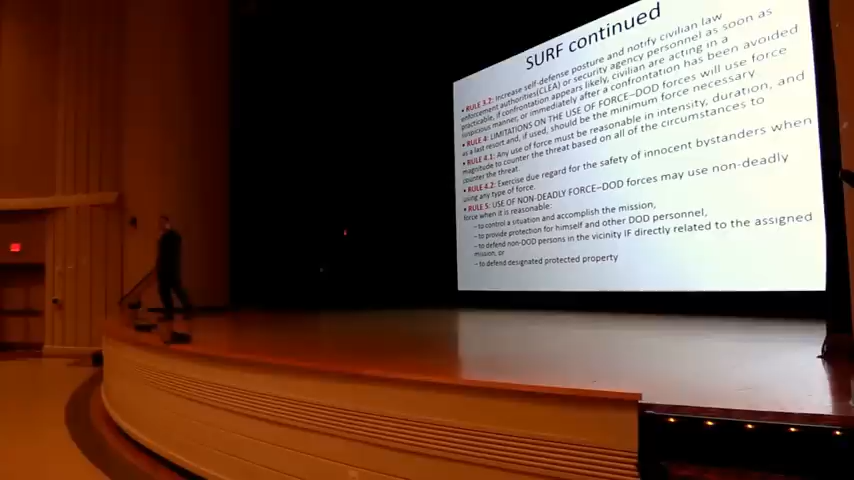 SURF continued
• RULE 3.2: Increase self-defense posture and notify civilian law
enforcement authorities(CLEA) or security agency personnel as soon as
practicable, if confrontation appears likely, civilian are acting in a
suspicious manner, or immediately after a confrontation has been avoided
• RULE 4: LIMITATIONS ON THE USE OF FORCE–DOD forces will use force
as a last resort and, if used, should be the minimum force necessary
• RULE 4.1: Any use of force must be reasonable in intensity, duration, and
magnitude to counter the threat based on all of the circumstances to
counter the threat.
• RULE 4.2: Exercise due regard for the safety of innocent bystanders when
using any type of force.
• RULE 5. USE OF NON-DEADLY FORCE–DOD forces may use non-deadly
force when it is reasonable:
– to control a situation and accomplish the mission,
– to provide protection for himself and other DOD personnel,
– to defend non-DOD persons in the vicinity IF directly related to the assigned
mission, or
– to defend designated protected property